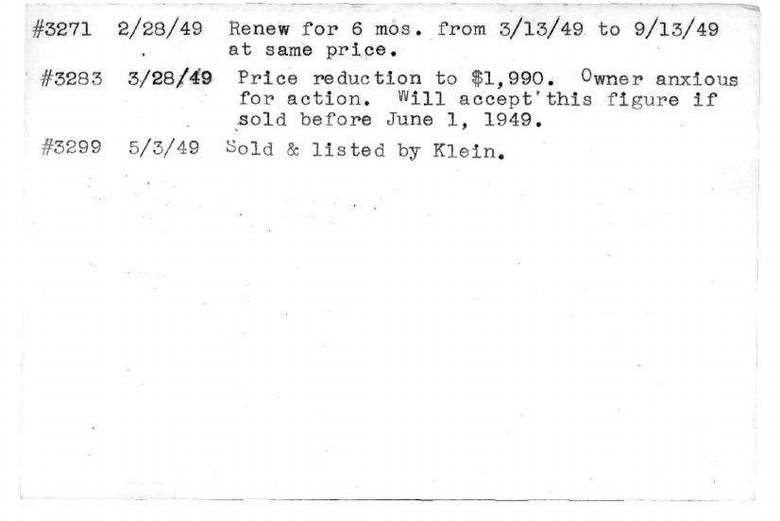 #3271 2/28/49 Renew for 6 mos. from 3/13/49 to 9/13/49
at same price.
#3283 3/28/49 Price reduction to $1,990. Owner anxious
for action. Will accept this figure if
sold before June 1, 1949.
#3299 5/3/49 Sold & listed by Klein.